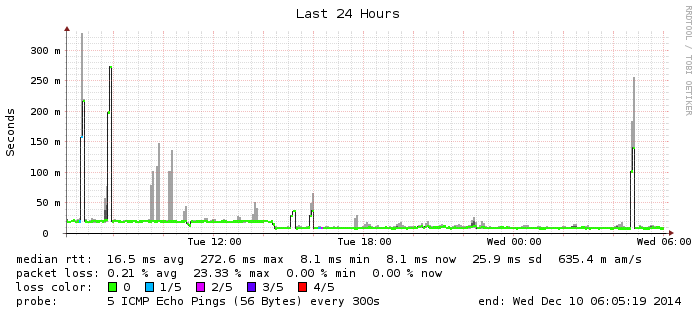 Last 24 Hours
RRDTOOL / TOBI OETIKER
Seconds
300 m
250 m
200 m
150 m
100 m
50 m
0
Tue 12:00 Tue 18:00 Wed 00:00 Wed 06:00
median rtt: 16.5 ms avg 272.6 ms max 8.1 ms min 8.1 ms now 25.9 ms sd 635.4 m am/s
packet loss: 0.21 % avg 23.33 % max 0.00 % min 0.00 % now
loss color: 0 1/5 2/5 3/5 4/5
probe: 5 ICMP Echo Pings (56 Bytes) every 300s end: Wed Dec 10 06:05:19 2014